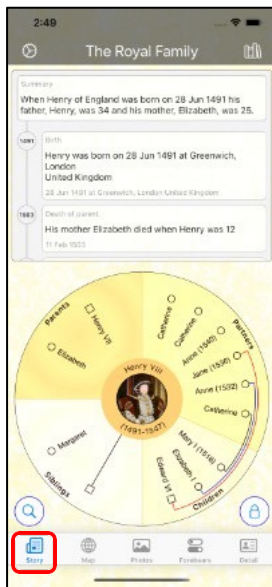 2:49
The Royal Family
Summary
When Henry of England was born on 28 Jun 1491 his
father, Henry, was 34 and his mother, Elizabeth, was 25.
1491
Birth
Henry was born on 28 Jun 1491 at Greenwich,
London
United Kingdom
28 Jun 1491 at Greenwich, London United Kingdom
1503
Death of parent
His mother Elizabeth died when Henry was 12
11 Feb 1503
Parents
Henry VII
Elizabeth
Partners
Catherine
Catherine
Anne (1540)
Jane (1536)
Anne (1532)
Catherine
Henry VIII
(1491-1547)
Siblings
Margaret
Children
Mary I (1516)
Elizabeth I
Edward VI
Story
Map
Photos
Forebears
Detail